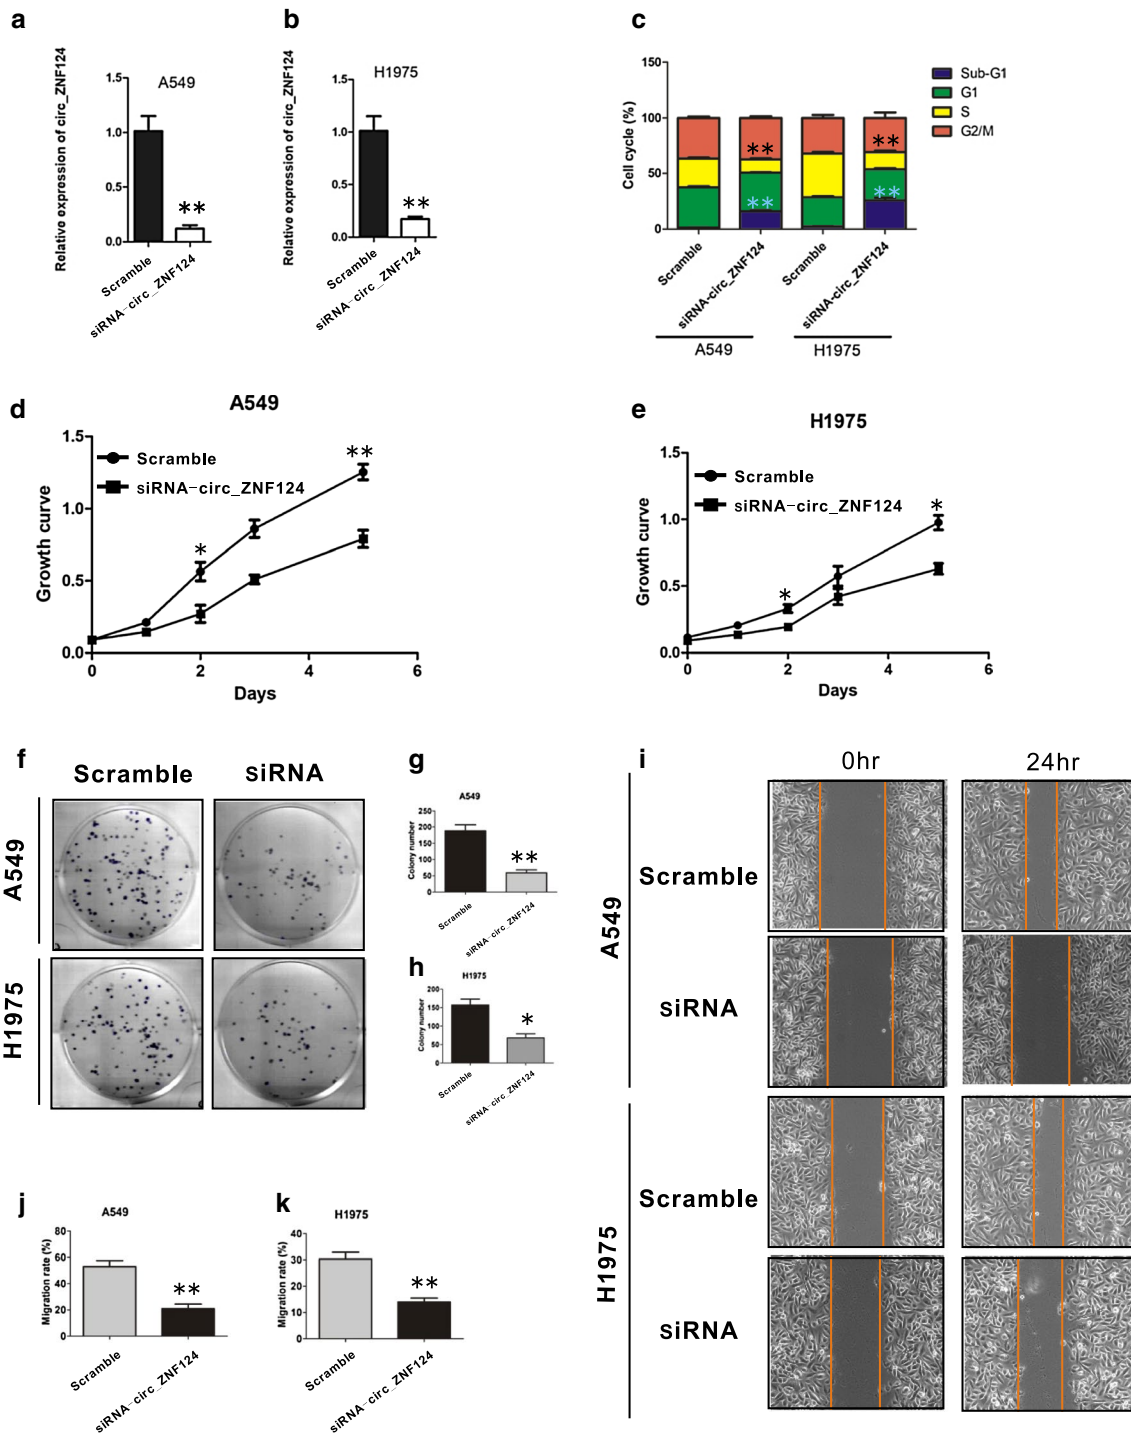 a
A549
Relative expression of circ_ZNF124
1.5
1.0
0.5
0.0
**
Scramble
siRNA-circ_ZNF124
b
H1975
Relative expression of circ_ZNF124
1.5
1.0
0.5
0.0
**
Scramble
siRNA-circ_ZNF124
c
Cell cycle (%)
150
100
50
0
** **
** **
Sub-G1
G1
S
G2/M
Scramble
siRNA-circ_ZNF124
Scramble
siRNA-circ_ZNF124
A549
H1975
d
A549
Growth curve
1.5
1.0
0.5
0.0
Scramble
siRNA-circ_ZNF124
*
**
0 2 4 6
Days
e
H1975
Growth curve
1.5
1.0
0.5
0.0
Scramble
siRNA-circ_ZNF124
*
*
0 2 4 6
Days
f
Scramble siRNA
A549
H1975
g
A549
Colony number
250
200
150
100
50
0
**
Scramble
siRNA-circ_ZNF124
h
H1975
Colony number
200
150
100
50
0
*
Scramble
siRNA-circ_ZNF124
i
0hr 24hr
A549
Scramble
siRNA
H1975
Scramble
siRNA
j
A549
Migration rate (%)
80
60
40
20
0
**
Scramble
siRNA-circ_ZNF124
k
H1975
Migration rate (%)
40
30
20
10
0
**
Scramble
siRNA-circ_ZNF124